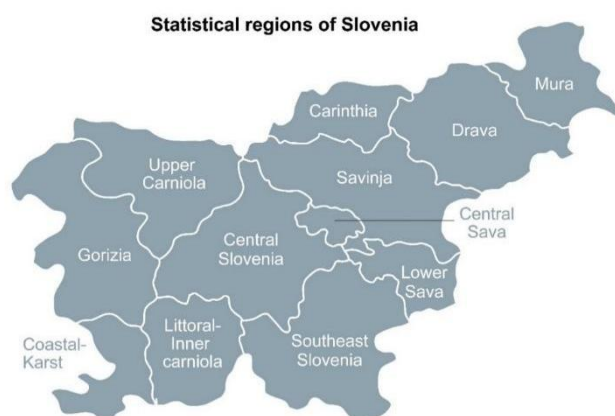 Statistical regions of Slovenia
Mura
Carinthia
Drava
Upper
Carniola
Savinja
Central
Sava
Central
Slovenia
Gorizia
Lower
Sava
Littoral-
Inner
carniola
Southeast
Slovenia
Coastal-
Karst